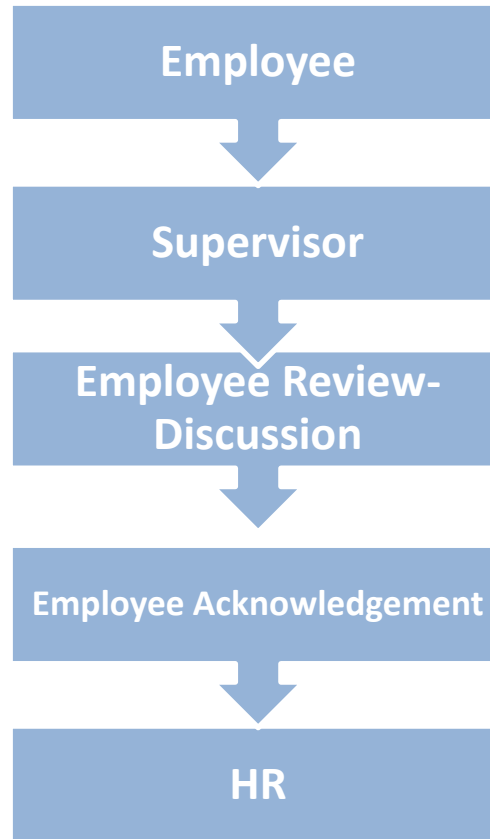 Employee
Supervisor
Employee Review-
Discussion
Employee Acknowledgement
HR